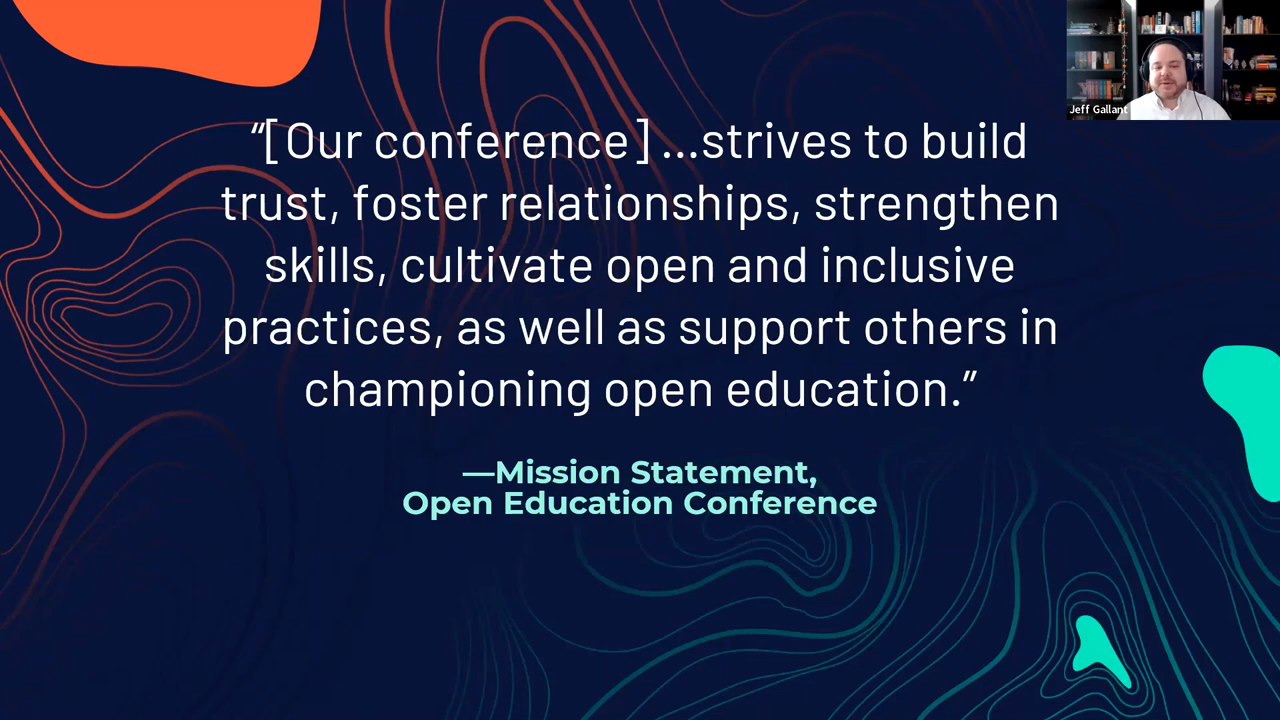 Jeff Gallant
“[Our conference] ...strives to build
trust, foster relationships, strengthen
skills, cultivate open and inclusive
practices, as well as support others in
championing open education.”
—Mission Statement,
Open Education Conference